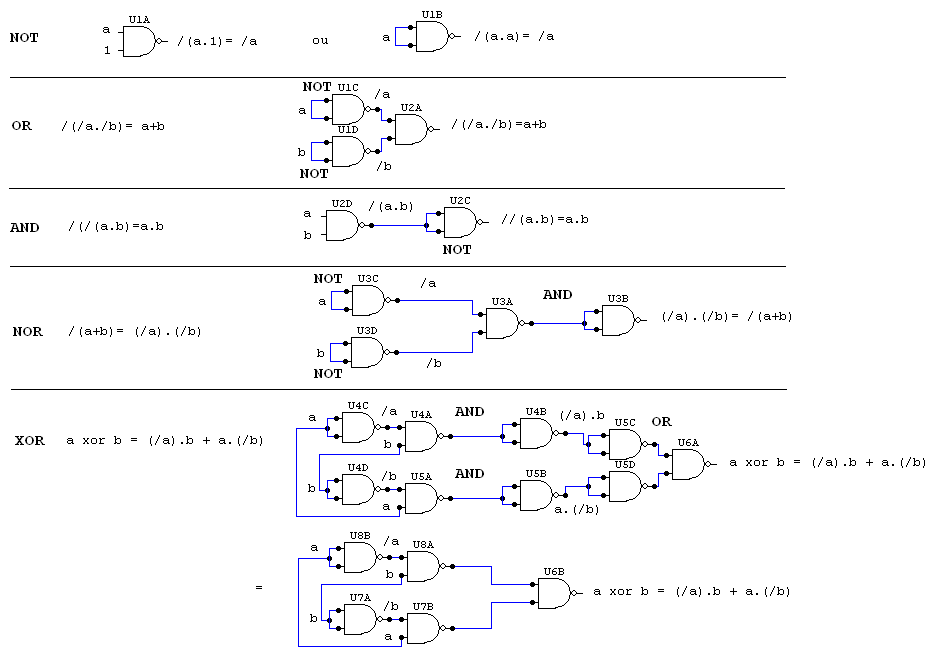 U1A
U1B
NOT
a
1
/(a.1)= /a
ou
a
/(a.a)= /a
NOT
U1C
/a
a
U2A
OR
/(/a./b)= a+b
U1D
/(/a./b)=a+b
b
/b
NOT
U2D
/(a.b)
U2C
AND
/(/(a.b)=a.b
a
b
//(a.b)=a.b
NOT
NOT
U3C
/a
a
U3A
AND
U3B
NOR
/(a+b)= (/a).(/b)
(/a).(/b)= /(a+b)
U3D
b
/b
NOT
U4C
/a
a
U4A
AND
U4B
(/a).b
OR
U5C
XOR
a xor b = (/a).b + a.(/b)
b
U6A
U4D
/b
b
U5A
AND
U5B
U5D
a xor b = (/a).b + a.(/b)
a
a.(/b)
U8B
/a
a
U8A
b
=
U6B
a xor b = (/a).b + a.(/b)
U7A
/b
b
U7B
a